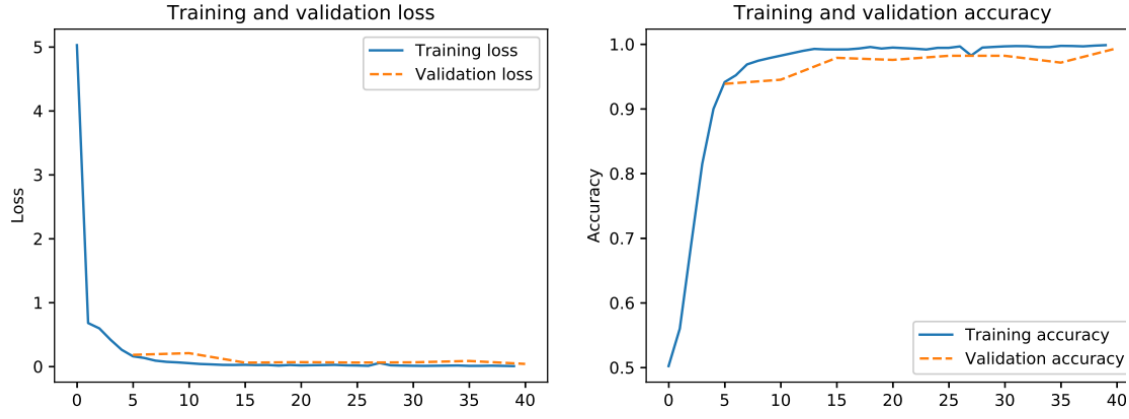 Training and validation loss
5
4
3
2
1
0
Loss
Training loss
Validation loss
0 5 10 15 20 25 30 35 40
Training and validation accuracy
1.0
0.9
0.8
0.7
0.6
0.5
Accuracy
Training accuracy
Validation accuracy
0 5 10 15 20 25 30 35 40